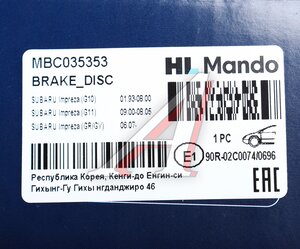 MBC035353
HL Mando
BRAKE_DISC
SUBARU Impreza (G10) 01.93-08.00
SUBARU Impreza (G11) 09.00-08.05
SUBARU Impreza (GR/GV) 06.07-
1 PC
E1 90R-02C0074/0696
Республика Корея, Кенги-до Енгин-си
Гихынг-Гу Гихы нгданджиро 46
EAC